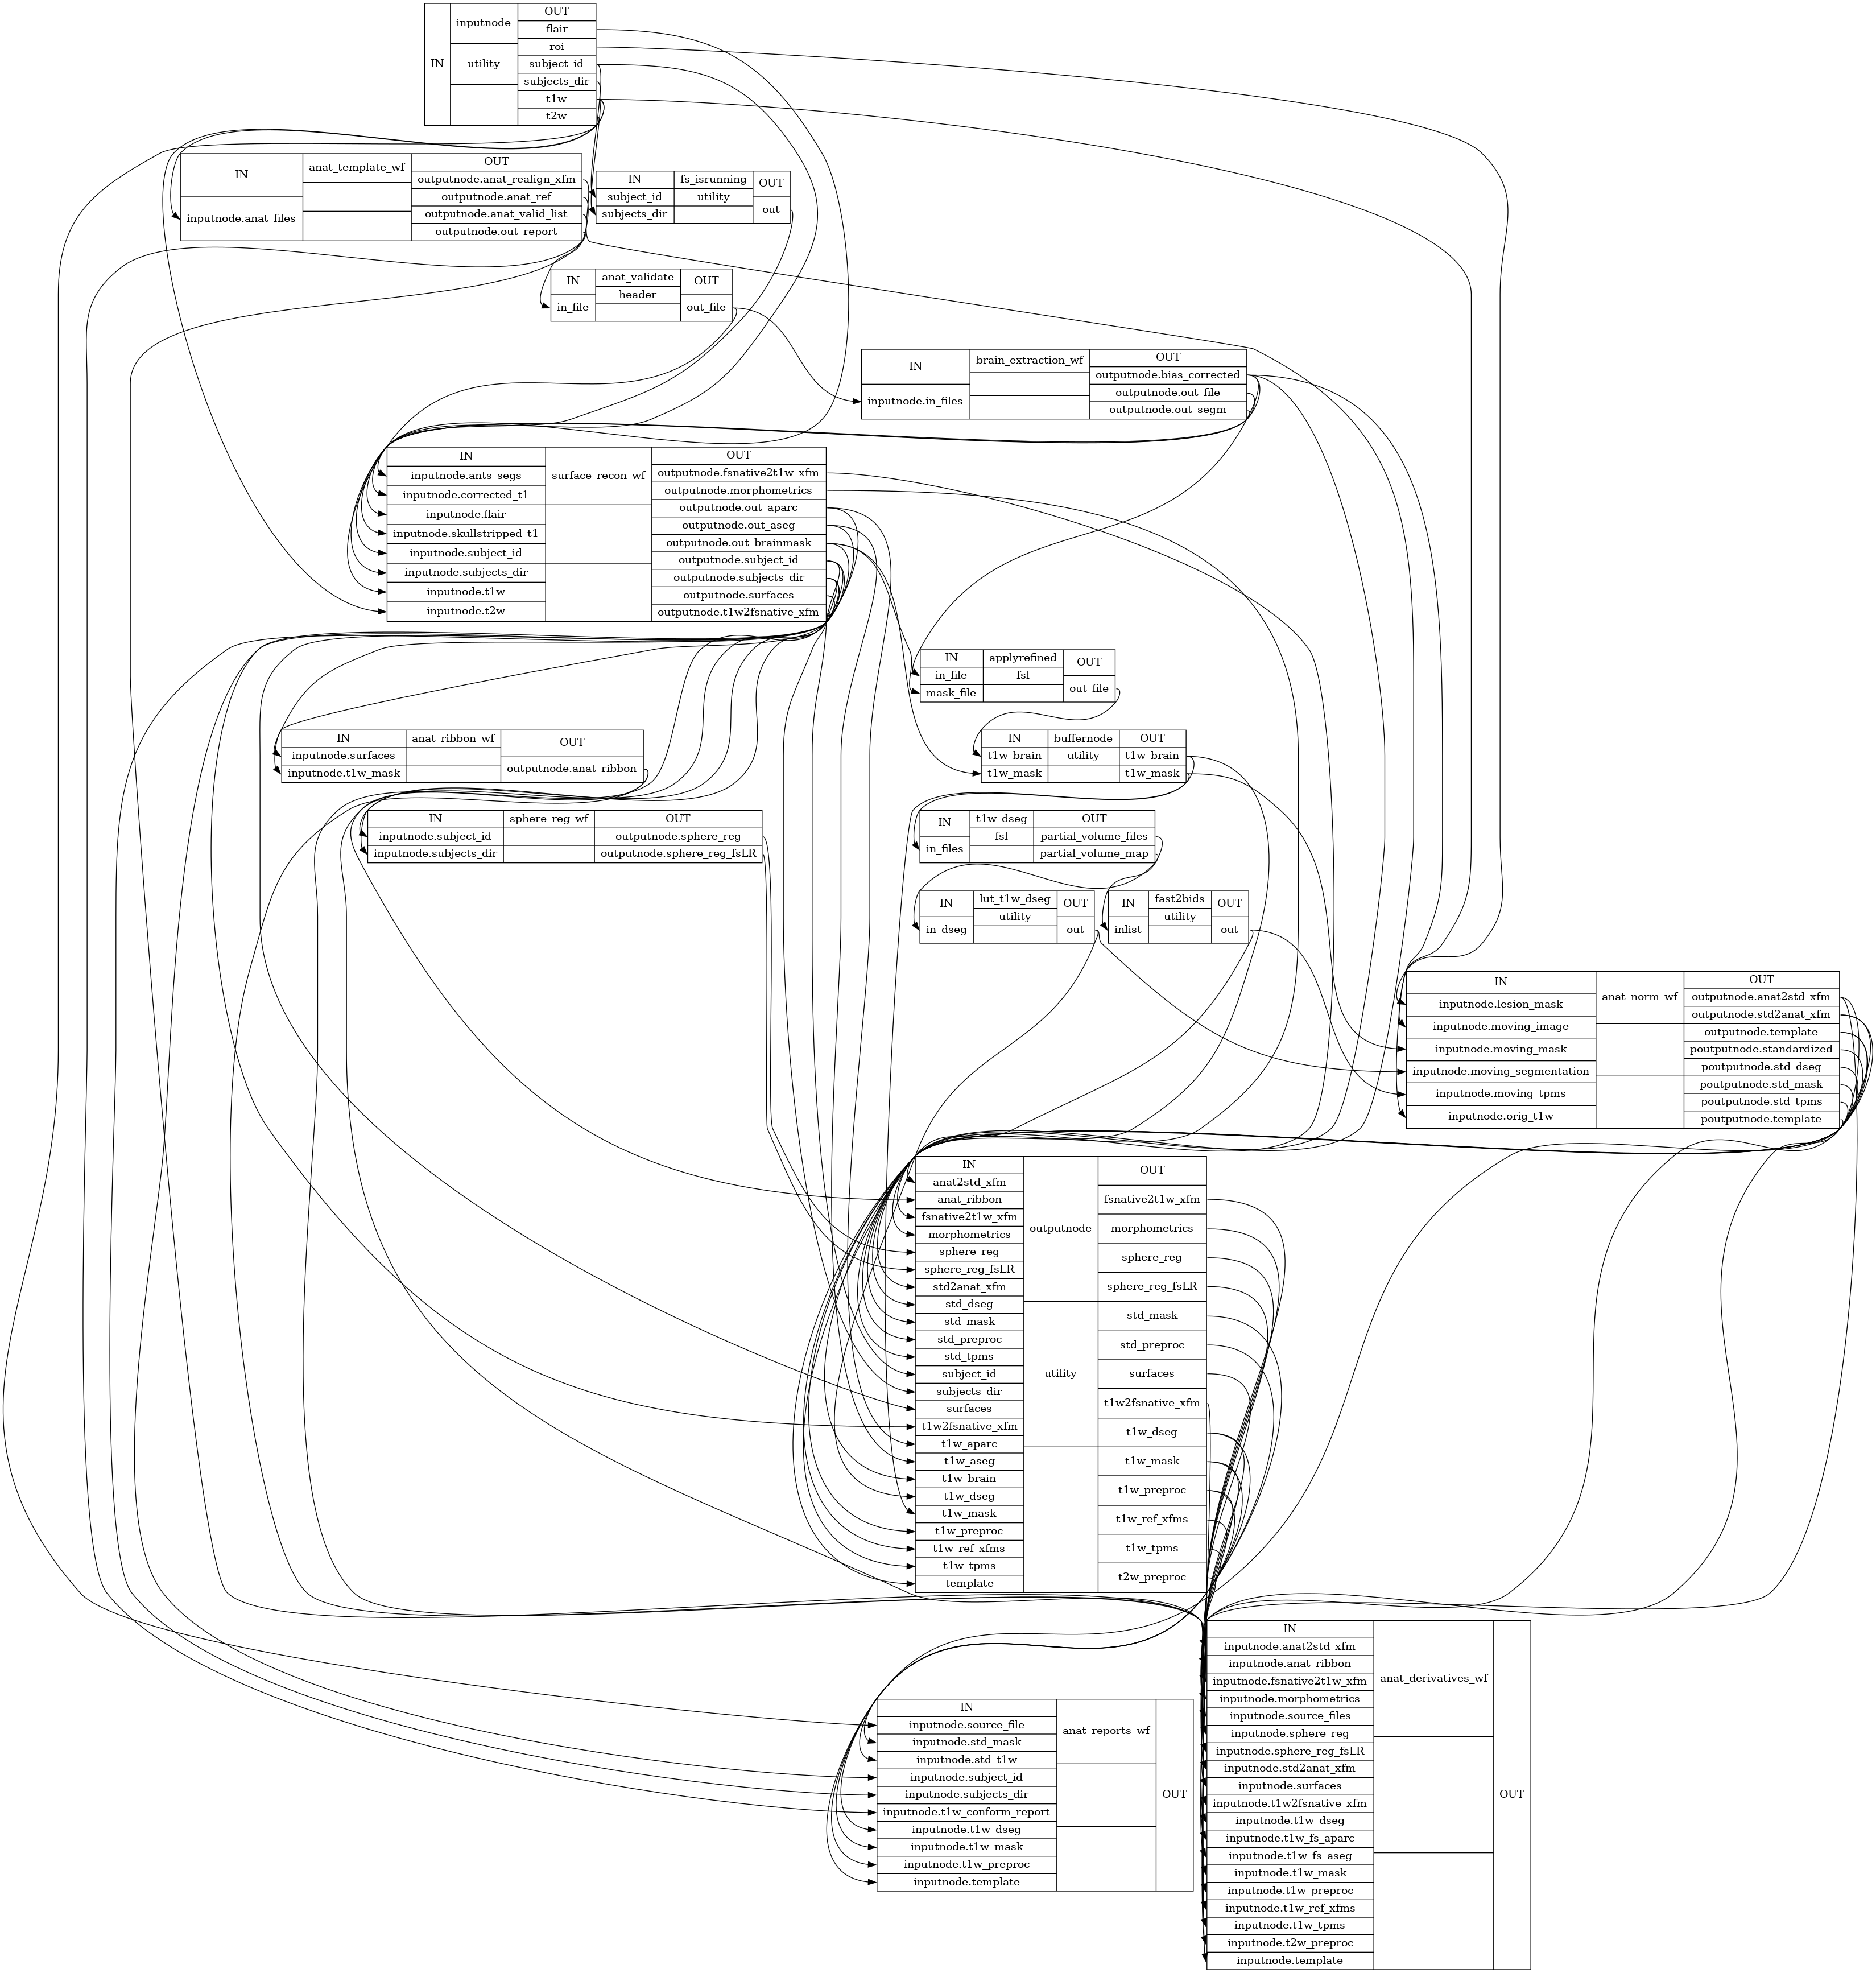 IN
inputnode
utility
OUT
flair
roi
subject_id
subjects_dir
t1w
t2w
IN
inputnode.anat_files
anat_template_wf
OUT
outputnode.anat_realign_xfm
outputnode.anat_ref
outputnode.anat_valid_list
outputnode.out_report
IN
subject_id
subjects_dir
fs_isrunning
utility
OUT
out
IN
in_file
anat_validate
header
OUT
out_file
IN
inputnode.in_files
brain_extraction_wf
OUT
outputnode.bias_corrected
outputnode.out_file
outputnode.out_segm
IN
inputnode.ants_segs
inputnode.corrected_t1
inputnode.flair
inputnode.skullstripped_t1
inputnode.subject_id
inputnode.subjects_dir
inputnode.t1w
inputnode.t2w
surface_recon_wf
OUT
outputnode.fsnative2t1w_xfm
outputnode.morphometrics
outputnode.out_aparc
outputnode.out_aseg
outputnode.out_brainmask
outputnode.subject_id
outputnode.subjects_dir
outputnode.surfaces
outputnode.t1w2fsnative_xfm
IN
in_file
mask_file
applyrefined
fsl
OUT
out_file
IN
inputnode.surfaces
inputnode.t1w_mask
anat_ribbon_wf
OUT
outputnode.anat_ribbon
IN
t1w_brain
t1w_mask
buffernode
utility
OUT
t1w_brain
t1w_mask
IN
inputnode.subject_id
inputnode.subjects_dir
sphere_reg_wf
OUT
outputnode.sphere_reg
outputnode.sphere_reg_fsLR
IN
in_files
t1w_dseg
fsl
OUT
partial_volume_files
partial_volume_map
IN
in_dseg
lut_t1w_dseg
utility
OUT
out
IN
inlist
fast2bids
utility
OUT
out
IN
inputnode.lesion_mask
inputnode.moving_image
inputnode.moving_mask
inputnode.moving_segmentation
inputnode.moving_tpms
inputnode.orig_t1w
anat_norm_wf
OUT
outputnode.anat2std_xfm
outputnode.std2anat_xfm
outputnode.template
poutputnode.standardized
poutputnode.std_dseg
poutputnode.std_mask
poutputnode.std_tpms
poutputnode.template
IN
anat2std_xfm
anat_ribbon
fsnative2t1w_xfm
morphometrics
sphere_reg
sphere_reg_fsLR
std2anat_xfm
std_dseg
std_mask
std_preproc
std_tpms
subject_id
subjects_dir
surfaces
t1w2fsnative_xfm
t1w_aparc
t1w_aseg
t1w_brain
t1w_dseg
t1w_mask
t1w_preproc
t1w_ref_xfms
t1w_tpms
template
outputnode
utility
OUT
fsnative2t1w_xfm
morphometrics
sphere_reg
sphere_reg_fsLR
std_mask
std_preproc
surfaces
t1w2fsnative_xfm
t1w_dseg
t1w_mask
t1w_preproc
t1w_ref_xfms
t1w_tpms
t2w_preproc
IN
inputnode.source_file
inputnode.std_mask
inputnode.std_t1w
inputnode.subject_id
inputnode.subjects_dir
inputnode.t1w_conform_report
inputnode.t1w_dseg
inputnode.t1w_mask
inputnode.t1w_preproc
inputnode.template
anat_reports_wf
OUT
IN
inputnode.anat2std_xfm
inputnode.anat_ribbon
inputnode.fsnative2t1w_xfm
inputnode.morphometrics
inputnode.source_files
inputnode.sphere_reg
inputnode.sphere_reg_fsLR
inputnode.std2anat_xfm
inputnode.surfaces
inputnode.t1w2fsnative_xfm
inputnode.t1w_dseg
inputnode.t1w_fs_aparc
inputnode.t1w_fs_aseg
inputnode.t1w_mask
inputnode.t1w_preproc
inputnode.t1w_ref_xfms
inputnode.t1w_tpms
inputnode.t2w_preproc
inputnode.template
anat_derivatives_wf
OUT